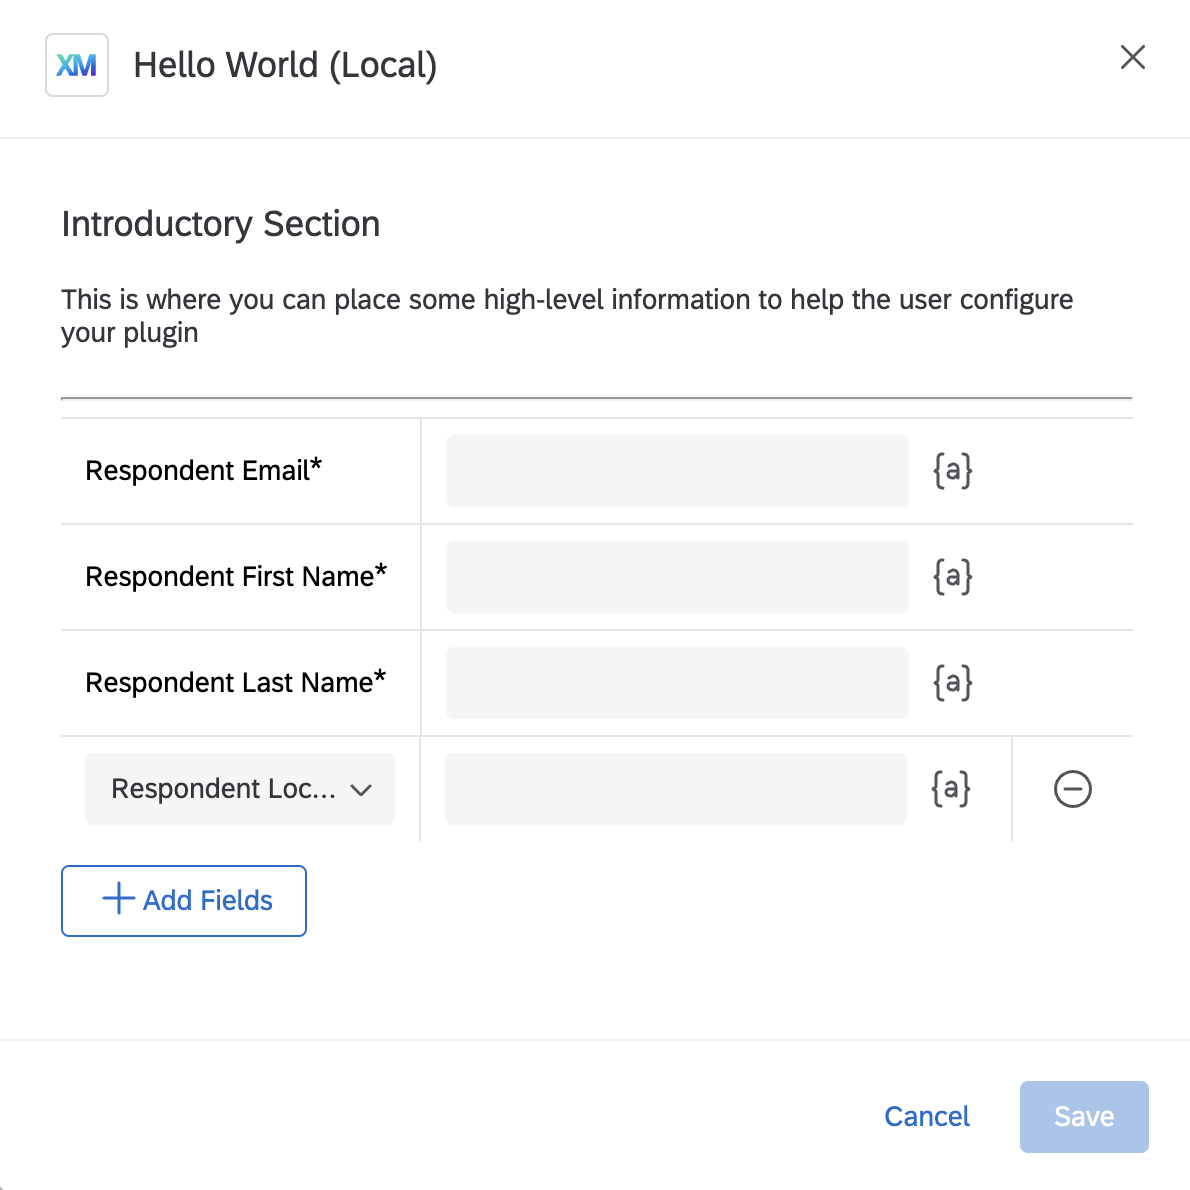 XM Hello World (Local)
Introductory Section
This is where you can place some high-level information to help the user configure
your plugin
Respondent Email* {a}
Respondent First Name* {a}
Respondent Last Name* {a}
Respondent Loc... {a}
Add Fields
Cancel Save